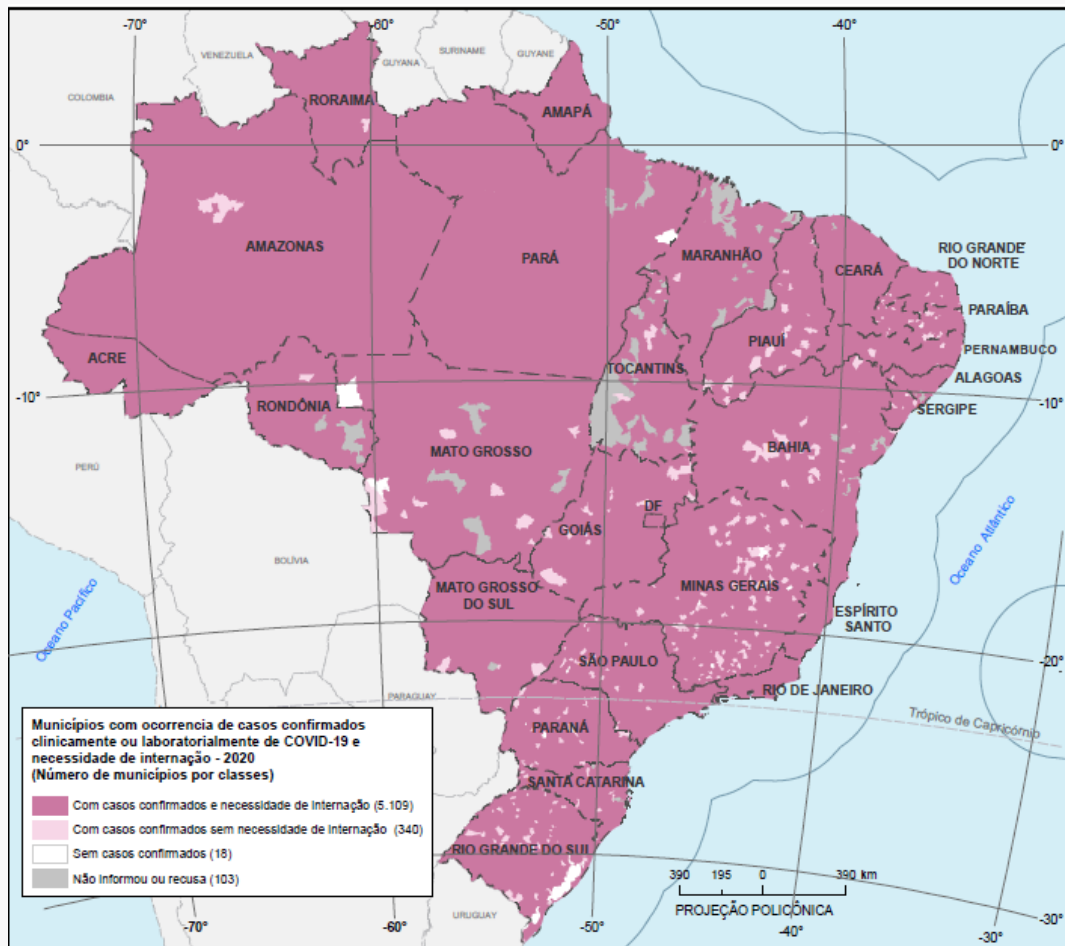 -70°
-60°
-50°
-40°
VENEZUELA
GUYANA
SURINAME
GUYANE
COLOMBIA
RORAIMA
AMAPÁ
0°
0°
AMAZONAS
PARÁ
MARANHÃO
CEARÁ
RIO GRANDE
DO NORTE
PARAÍBA
PIAUÍ
PERNAMBUCO
ACRE
TOCANTINS
ALAGOAS
-10°
RONDÔNIA
SERGIPE
-10°
MATO GROSSO
BAHIA
PERÚ
DF
GOIÁS
BOLÍVIA
Oceano Atlântico
MATO GROSSO
DO SUL
MINAS GERAIS
Oceano Pacífico
ESPÍRITO
SANTO
SÃO PAULO
-20°
RIO DE JANEIRO
PARAGUAY
Trópico de Capricórnio
PARANÁ
SANTA CATARINA
RIO GRANDE DO SUL
URUGUAY
Municípios com ocorrencia de casos confirmados
clinicamente ou laboratorialmente de COVID-19 e
necessidade de internação - 2020
(Número de municípios por classes)
Com casos confirmados e necessidade de internação (5.109)
Com casos confirmados sem necessidade de internação (340)
Sem casos confirmados (18)
Não informou ou recusa (103)
390 195 0 390 km
PROJEÇÃO POLICÔNICA
-70°
-60°
-50°
-40°
-30°
-30°